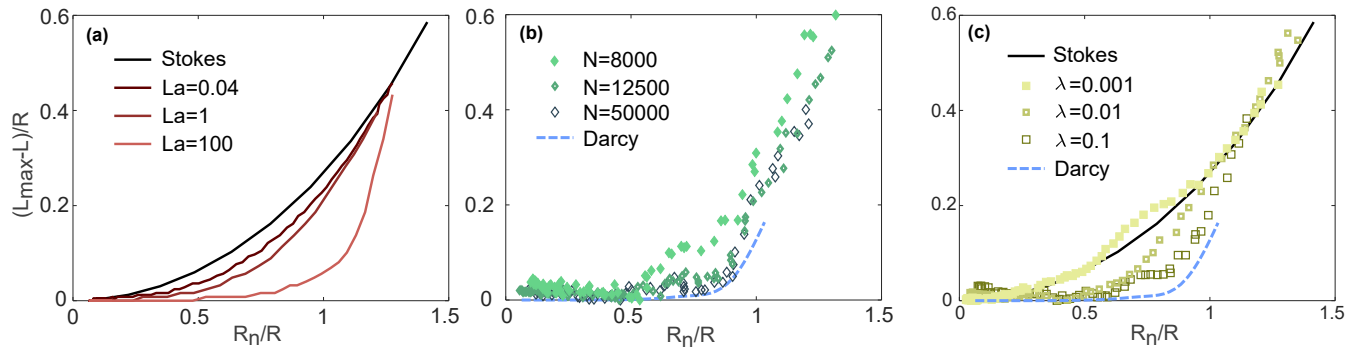 (a)
Stokes
La=0.04
La=1
La=100
(Lmax-L)/R
0.6
0.4
0.2
0
0
0.5
1
1.5
Rn/R
(b)
N=8000
N=12500
N=50000
Darcy
0.6
0.4
0.2
0
0
0.5
1
1.5
Rn/R
(c)
Stokes
λ=0.001
λ=0.01
λ=0.1
Darcy
0.6
0.4
0.2
0
0
0.5
1
1.5
Rn/R